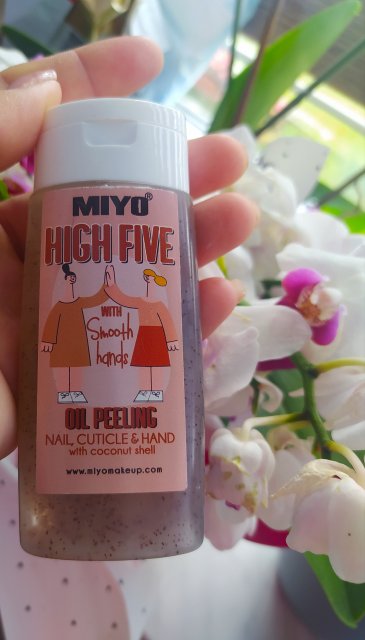 MIYO®
HIGH FIVE
WITH
Smooth
hands
OIL PEELING
NAIL, CUTICLE & HAND
with coconut shell
www.miyomakeup.com